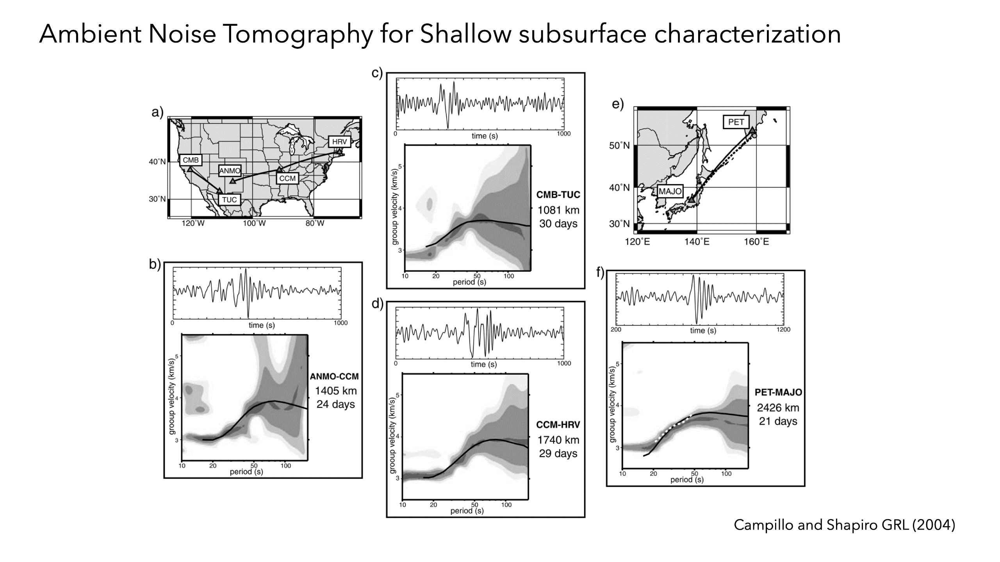 Ambient Noise Tomography for Shallow subsurface characterization
a)
HRV
CMB
40°N
ANMO
CCM
30°N
TUC
120°W 100°W 80°W
b)
0 time (s) 1000
grooup velocity (km/s)
5
4
3
10 20 50 100
period (s)
ANMO-CCM
1405 km
24 days
c)
0 time (s) 1000
grooup velocity (km/s)
5
4
3
10 20 50 100
period (s)
CMB-TUC
1081 km
30 days
d)
0 time (s) 1000
grooup velocity (km/s)
5
4
3
10 20 50 100
period (s)
CCM-HRV
1740 km
29 days
e)
PET
50°N
MAJO
40°N
30°N
120°E 140°E 160°E
f)
200 time (s) 1200
grooup velocity (km/s)
5
4
3
10 20 50 100
period (s)
PET-MAJO
2426 km
21 days
Campillo and Shapiro GRL (2004)